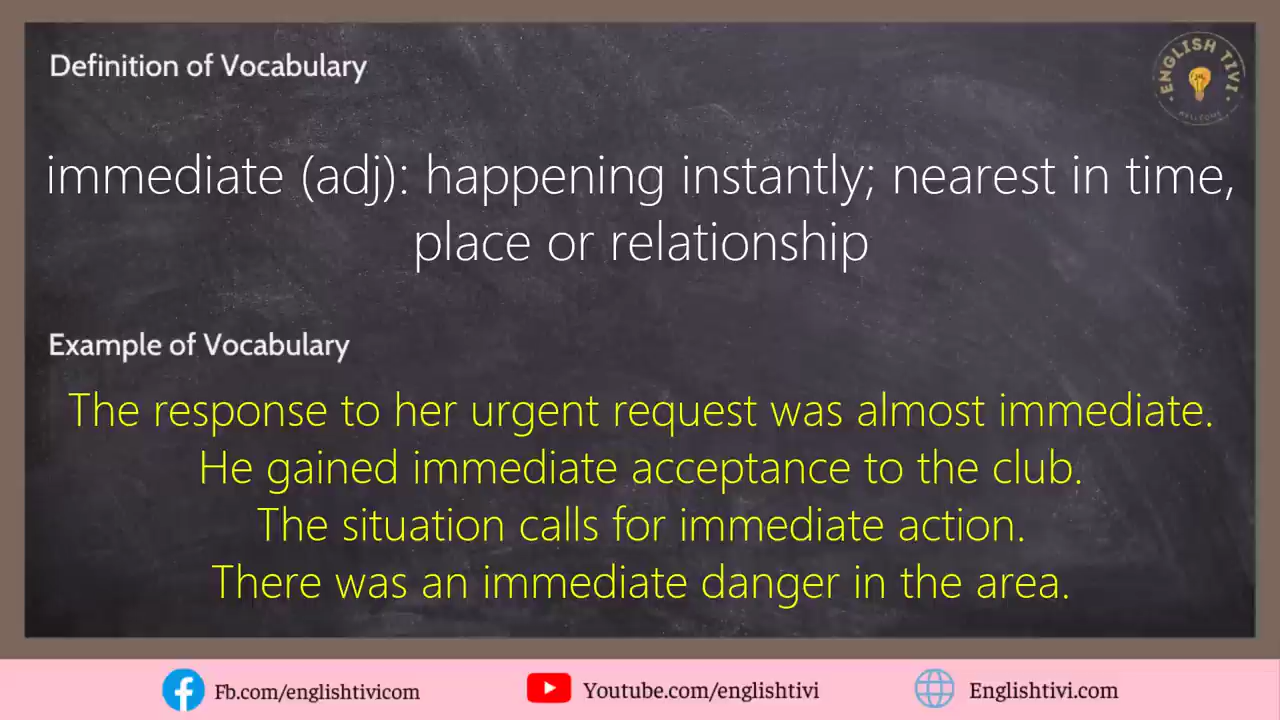 Definition of Vocabulary
ENGLISH TIVI
WELCOME
immediate (adj): happening instantly; nearest in time,
place or relationship
Example of Vocabulary
The response to her urgent request was almost immediate.
He gained immediate acceptance to the club.
The situation calls for immediate action.
There was an immediate danger in the area.
Fb.com/englishtivicom
Youtube.com/englishtivi
Englishtivi.com